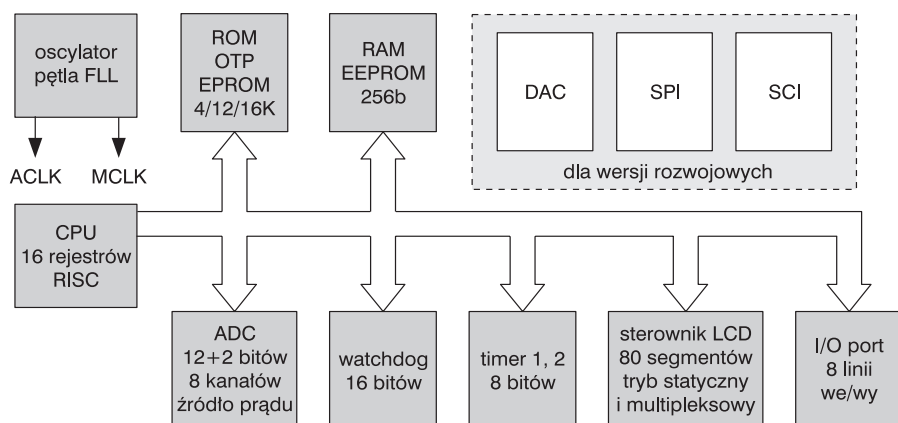 oscylator
pętla FLL
ROM
OTP
EPROM
4/12/16K
RAM
EEPROM
256b
DAC
SPI
SCI
dla wersji rozwojowych
ACLK
MCLK
CPU
16 rejestrów
RISC
ADC
12+2 bitów
8 kanałów
źródło prądu
watchdog
16 bitów
timer 1, 2
8 bitów
sterownik LCD
80 segmentów
tryb statyczny
i multipleksowy
I/O port
8 linii
we/wy